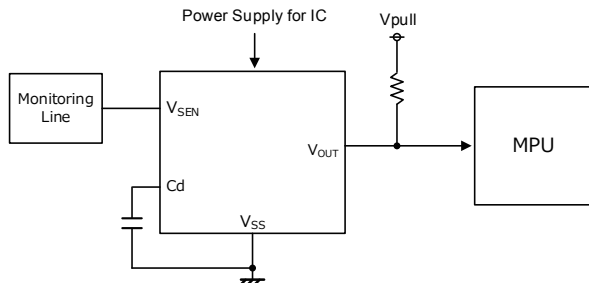 Power Supply for IC
Vpull
Monitoring
Line
VSEN
VOUT
MPU
Cd
VSS